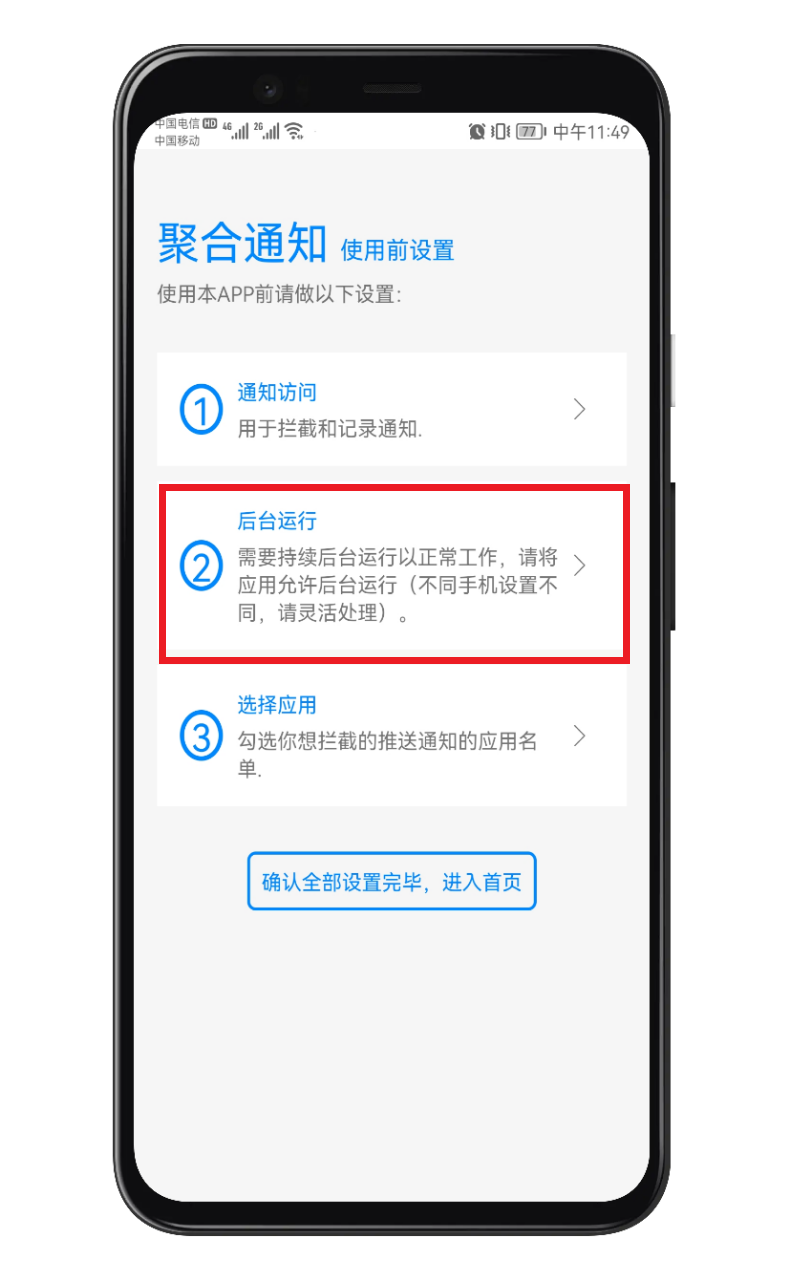 中国电信 HD 4G 2G 77 中午11:49
中国移动
聚合通知 使用前设置
使用本APP前请做以下设置:
1 通知访问
用于拦截和记录通知.
2 后台运行
需要持续后台运行以正常工作，请将
应用允许后台运行（不同手机设置不
同，请灵活处理）。
3 选择应用
勾选你想拦截的推送通知的应用名
单.
确认全部设置完毕，进入首页